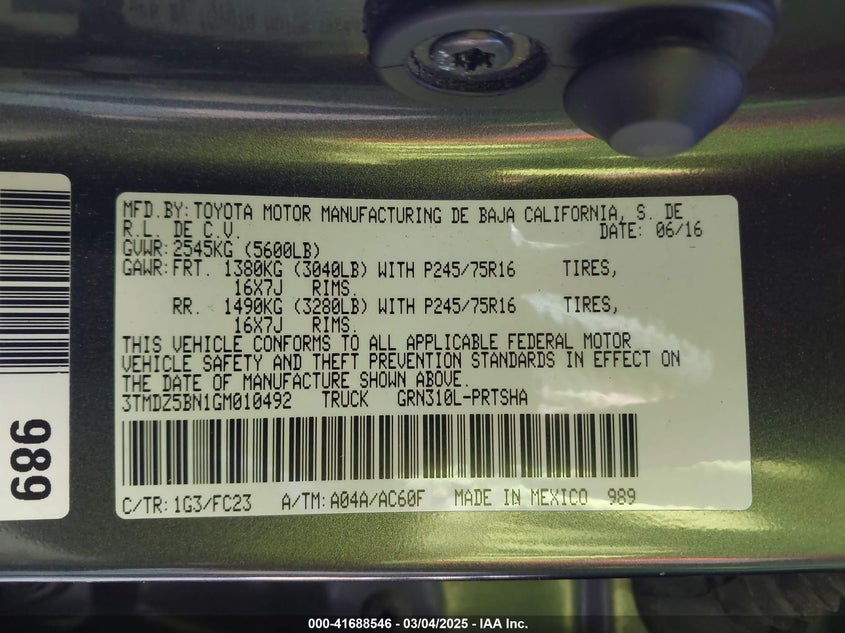 MFD.BY:TOYOTA MOTOR MANUFACTURING DE BAJA CALIFORNIA, S. DE
R.L. DE C.V. DATE: 06/16
GVWR:2545KG (5600LB)
GAWR:FRT. 1380KG (3040LB) WITH P245/75R16 TIRES,
16X7J RIMS.
RR. 1490KG (3280LB) WITH P245/75R16 TIRES,
16X7J RIMS.
THIS VEHICLE CONFORMS TO ALL APPLICABLE FEDERAL MOTOR
VEHICLE SAFETY AND THEFT PREVENTION STANDARDS IN EFFECT ON
THE DATE OF MANUFACTURE SHOWN ABOVE.
3TMDZ5BN1GM010492 TRUCK GRN310L-PRTSHA
C/TR:1G3/FC23 A/TM:A04A/AC60F MADE IN MEXICO 989
989
000-41688546 — 03/04/2025 — IAA Inc.